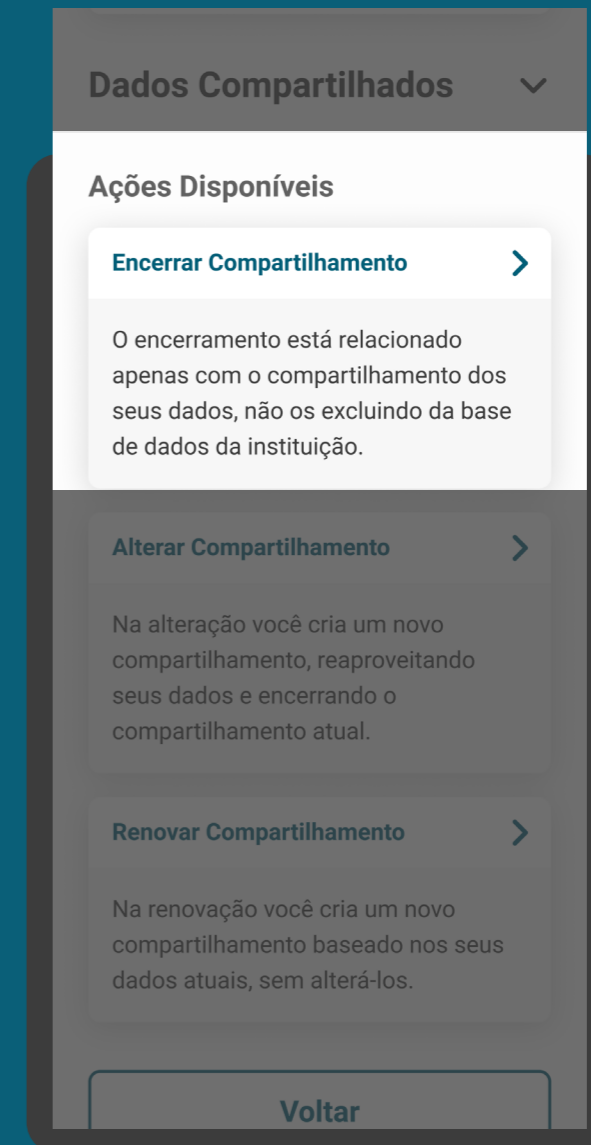 Dados Compartilhados
Ações Disponíveis
Encerrar Compartilhamento
O encerramento está relacionado
apenas com o compartilhamento dos
seus dados, não os excluindo da base
de dados da instituição.
Alterar Compartilhamento
Na alteração você cria um novo
compartilhamento, reaproveitando
seus dados e encerrando o
compartilhamento atual.
Renovar Compartilhamento
Na renovação você cria um novo
compartilhamento baseado nos seus
dados atuais, sem alterá-los.
Voltar